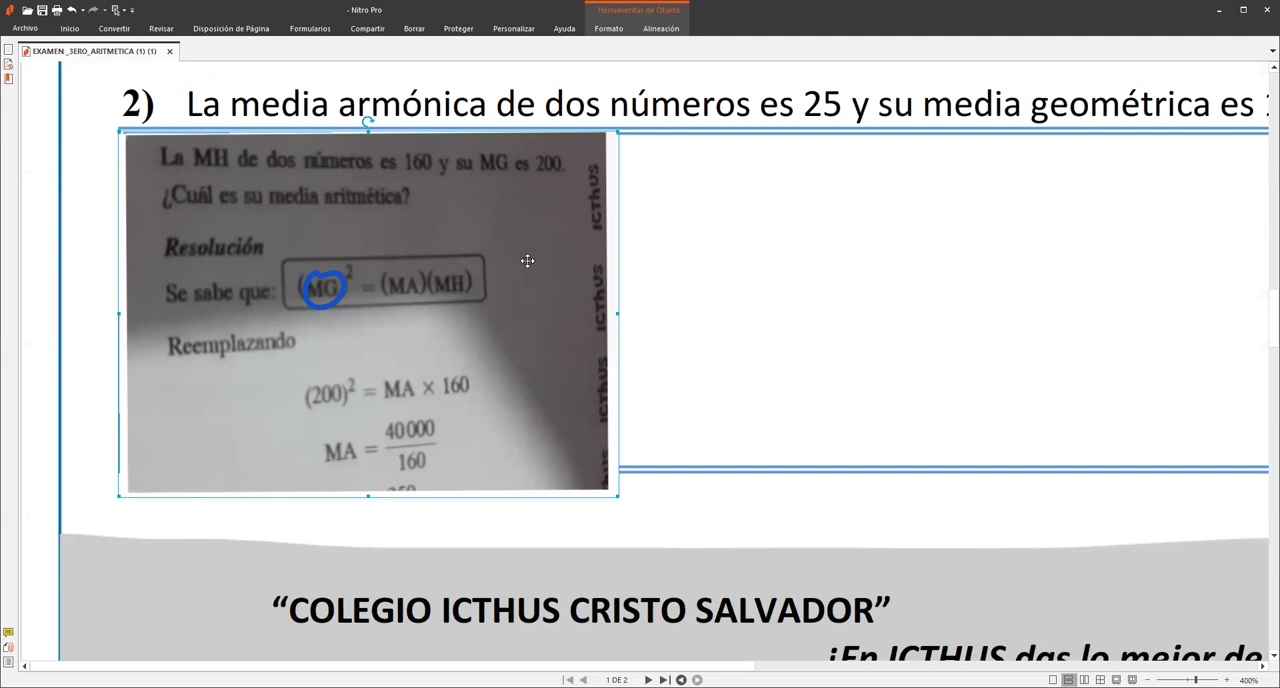 - Nitro Pro
Herramientas de Objeto
Archivo Inicio Convertir Revisar Disposición de Página Formularios Compartir Borrar Proteger Personalizar Ayuda Formato Alineación
EXAMEN _3ERO_ARITMETICA (1) (1)
2) La media armónica de dos números es 25 y su media geométrica es
La MH de dos números es 160 y su MG es 200.
¿Cuál es su media aritmética?
Resolución
Se sabe que: (MG)² = (MA)(MH)
Reemplazando
(200)² = MA × 160
MA = 40 000
160
ICThUS
ICThUS
ICThUS
“COLEGIO ICTHUS CRISTO SALVADOR”
¡En ICTHUS das lo mejor de
1 DE 2
400%